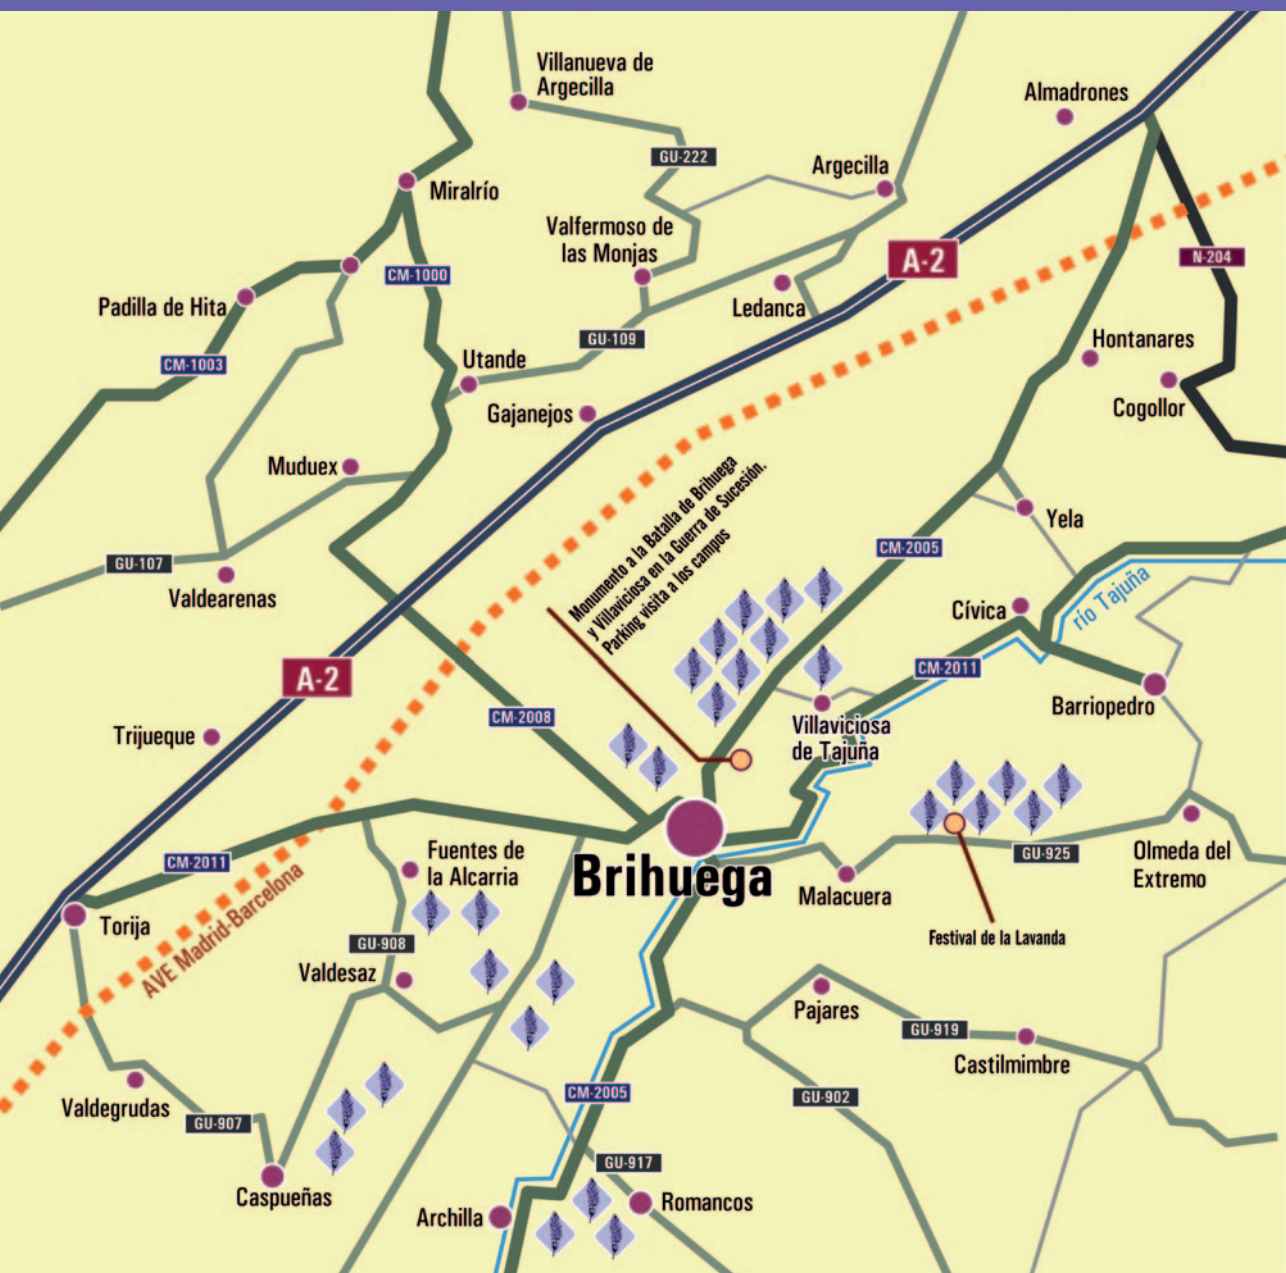 Villanueva de
Argecilla
Almadrones
GU-222
Argecilla
Miralrío
Valfermoso de
las Monjas
A-2
N-204
CM-1000
Padilla de Hita
Ledanca
GU-109
Hontanares
CM-1003
Utande
Cogollor
Gajanejos
Muduex
Monumento a la Batalla de Brihuega
y Villaviciosa en la Guerra de Sucesión.
Parking visita a los campos
Yela
CM-2005
GU-107
Valdearenas
Cívica
río Tajuña
A-2
CM-2011
Barriopedro
CM-2008
Trijueque
Villaviciosa
de Tajuña
Fuentes de
la Alcarria
CM-2011
Brihuega
GU-925
Olmeda del
Extremo
Malacuera
AVE Madrid-Barcelona
Torija
GU-908
Festival de la Lavanda
Valdesaz
Pajares
GU-919
Castilmimbre
CM-2005
GU-902
Valdegrudas
GU-907
GU-917
Caspueñas
Romancos
Archilla